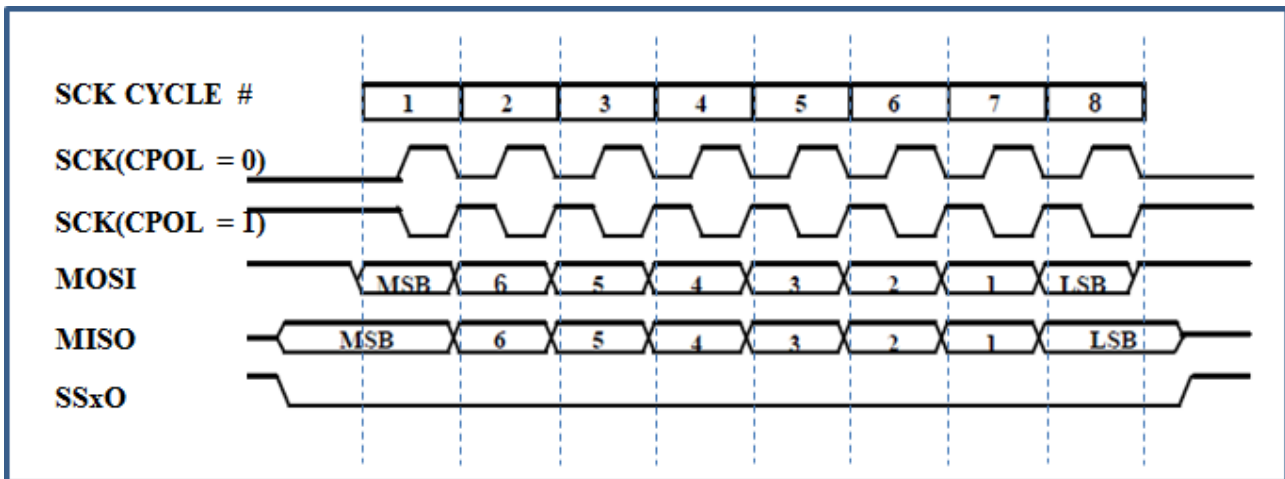 SCK CYCLE # 1 2 3 4 5 6 7 8
SCK(CPOL = 0)
SCK(CPOL = 1)
MOSI MSB 6 5 4 3 2 1 LSB
MISO MSB 6 5 4 3 2 1 LSB
SSxO